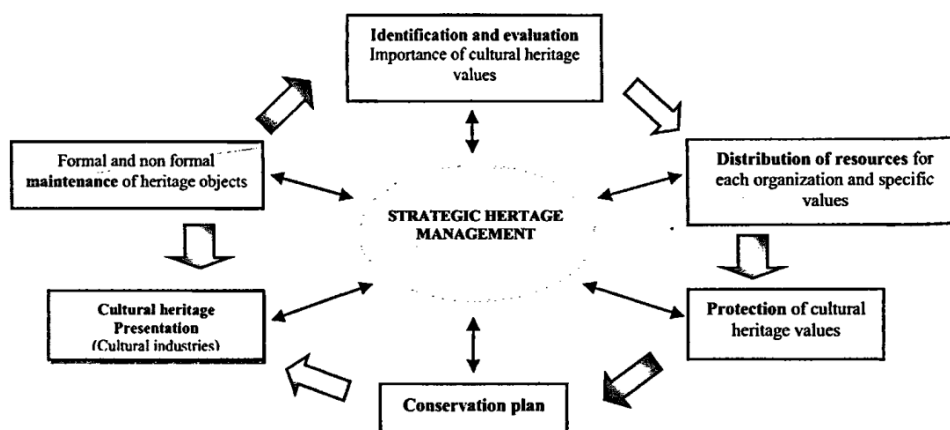 Identification and evaluation
Importance of cultural heritage
values
Formal and non formal
maintenance of heritage objects
Distribution of resources for
each organization and specific
values
STRATEGIC HERTAGE
MANAGEMENT
Cultural heritage
Presentation
(Cultural industries)
Protection of cultural
heritage values
Conservation plan